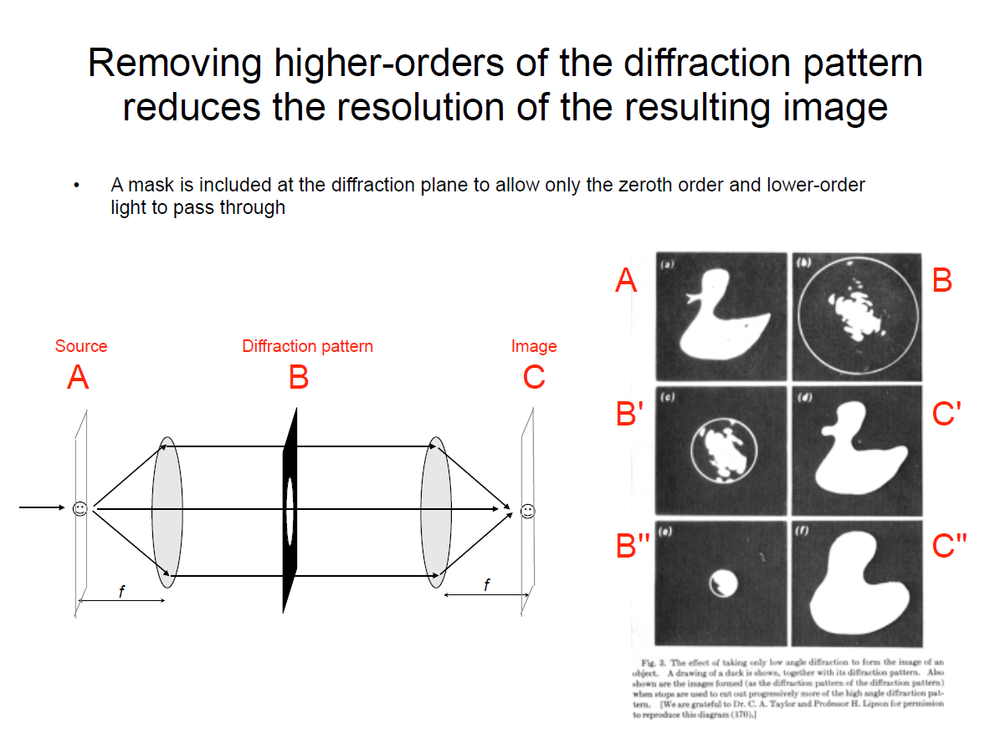 Removing higher-orders of the diffraction pattern
reduces the resolution of the resulting image
• A mask is included at the diffraction plane to allow only the zeroth order and lower-order
light to pass through
Source
A
Diffraction pattern
B
Image
C
f
f
A
(a)
(b)
B
B'
(c)
(d)
C'
B''
(e)
(f)
C"
Fig. 3. The effect of taking only low angle diffraction to form the image of an
object. A drawing of a duck is shown, together with its diffraction pattern. Also
shown are the images formed (as the diffraction pattern of the diffraction pattern)
when stops are used to cut out progressively more of the high angle diffraction pat-
tern. [We are grateful to Dr. C. A. Taylor and Professor H. Lipson for permission
to reproduce this diagram (170).]